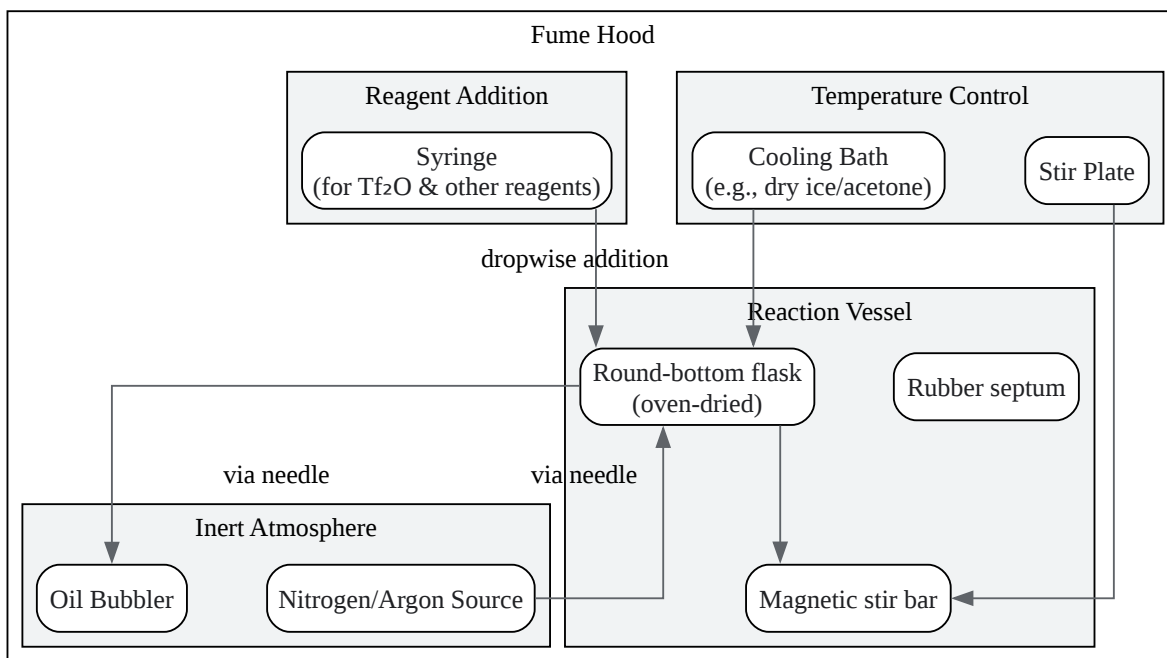 Fume Hood
Reagent Addition
Temperature Control
Syringe
(for Tf₂O & other reagents)
Cooling Bath
(e.g., dry ice/acetone)
Stir Plate
dropwise addition
Reaction Vessel
Round-bottom flask
(oven-dried)
Rubber septum
via needle
via needle
Inert Atmosphere
Oil Bubbler
Nitrogen/Argon Source
Magnetic stir bar